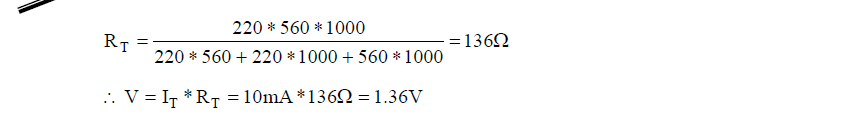 R_T = 220 * 560 * 1000 / 220 * 560 + 220 * 1000 + 560 * 1000 = 136Ω
∴ V = I_T * R_T = 10mA * 136Ω = 1.36V